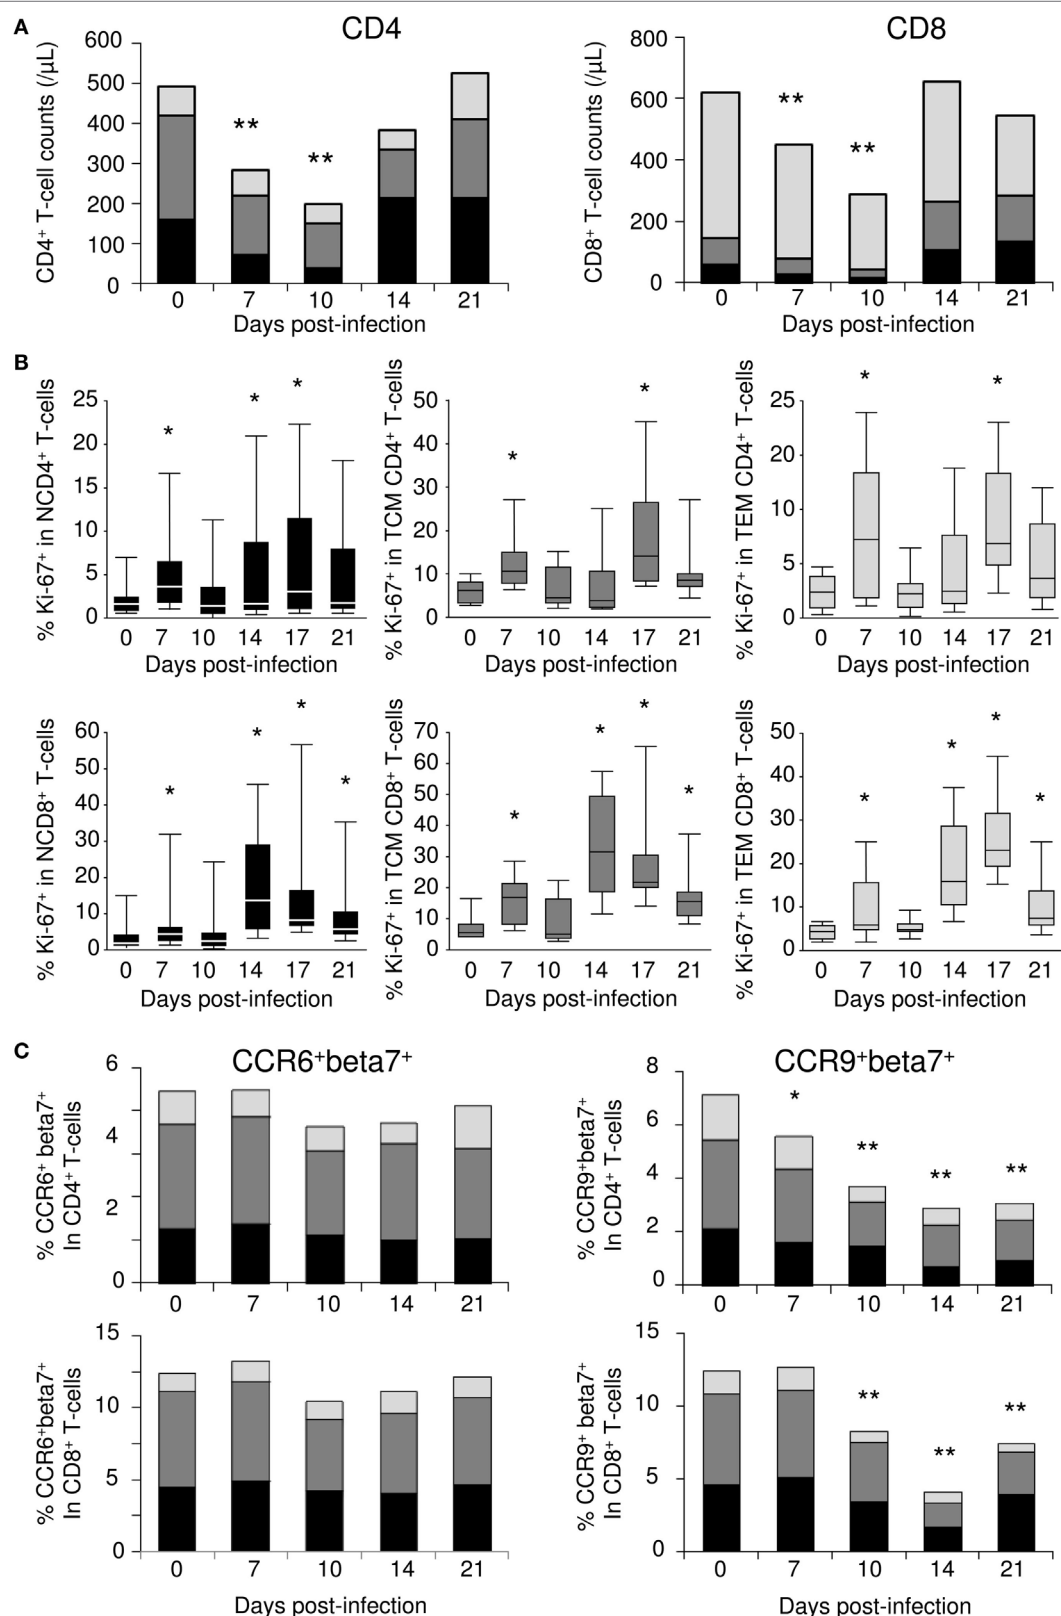 A
CD4
CD8
CD4+ T-cell counts (/µL)
600
500
400
300
200
100
0
**
**
0 7 10 14 21
Days post-infection
CD8+ T-cell counts (/µL)
800
600
400
200
0
**
**
0 7 10 14 21
Days post-infection
B
% Ki-67+ in NCD4+ T-cells
25
20
15
10
5
0
* * *
0 7 10 14 17 21
Days post-infection
% Ki-67+ in TCM CD4+ T-cells
50
40
30
20
10
0
* *
0 7 10 14 17 21
Days post-infection
% Ki-67+ in TEM CD4+ T-cells
25
10
5
0
* *
0 7 10 14 17 21
Days post-infection
% Ki-67+ in NCD8+ T-cells
60
50
40
30
20
10
0
* * * *
0 7 10 14 17 21
Days post-infection
% Ki-67+ in TCM CD8+ T-cells
70
60
50
40
30
20
10
0
* * * *
0 7 10 14 17 21
Days post-infection
% Ki-67+ in TEM CD8+ T-cells
50
40
30
20
10
0
* * * *
0 7 10 14 17 21
Days post-infection
C
CCR6+beta7+
CCR9+beta7+
% CCR6+ beta7+
In CD4+ T-cells
6
4
2
0
0 7 10 14 21
% CCR9+beta7+
In CD4+ T-cells
8
6
4
2
0
*
**
**
**
0 7 10 14 21
% CCR6+beta7+
In CD8+ T-cells
15
10
5
0
0 7 10 14 21
Days post-infection
% CCR9+ beta7+
In CD8+ T-cells
15
10
5
0
**
**
**
0 7 10 14 21
Days post-infection